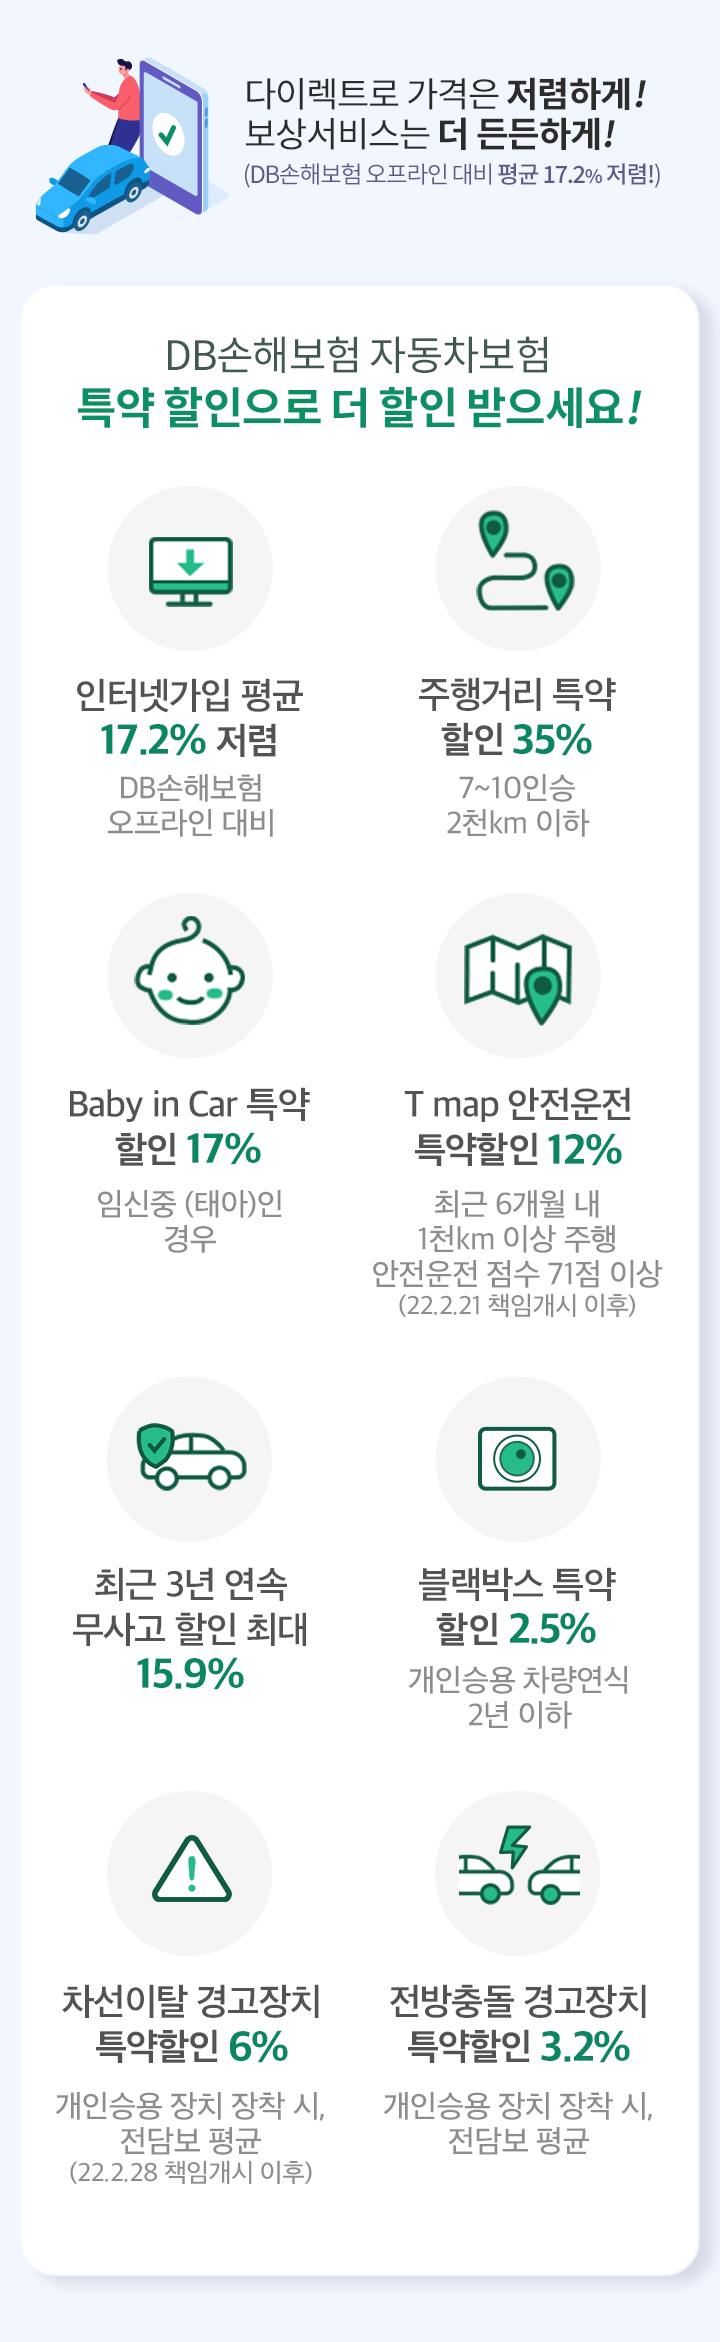 다이렉트로 가격은 저렴하게!
보상서비스는 더 든든하게!
(DB손해보험 오프라인 대비 평균 17.2% 저렴!)
DB손해보험 자동차보험
특약 할인으로 더 할인 받으세요!
인터넷가입 평균
17.2% 저렴
DB손해보험
오프라인 대비
주행거리 특약
할인 35%
7~10인승
2천km 이하
Baby in Car 특약
할인 17%
임신중 (태아)인
경우
T map 안전운전
특약할인 12%
최근 6개월 내
1천km 이상 주행
안전운전 점수 71점 이상
(22.2.21 책임개시 이후)
최근 3년 연속
무사고 할인 최대
15.9%
블랙박스 특약
할인 2.5%
개인승용 차량연식
2년 이하
차선이탈 경고장치
특약할인 6%
개인승용 장치 장착 시,
전담보 평균
(22.2.28 책임개시 이후)
전방충돌 경고장치
특약할인 3.2%
개인승용 장치 장착 시,
전담보 평균